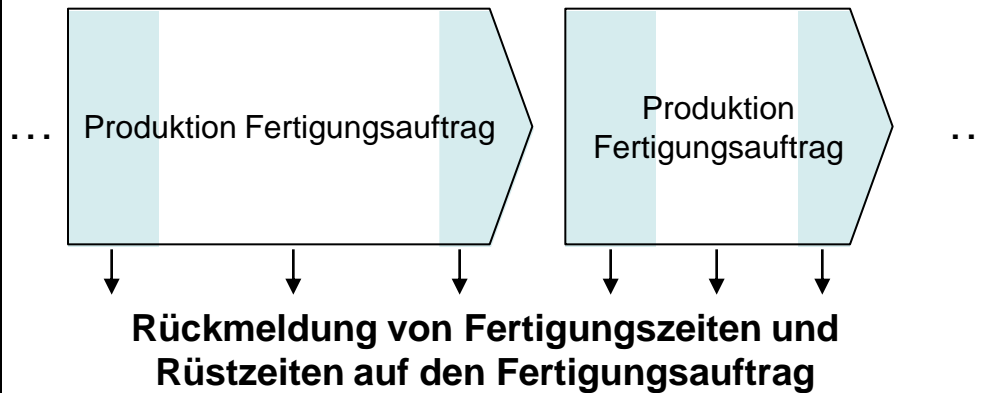 ... Produktion Fertigungsauftrag
Produktion
Fertigungsauftrag ..
Rückmeldung von Fertigungszeiten und
Rüstzeiten auf den Fertigungsauftrag